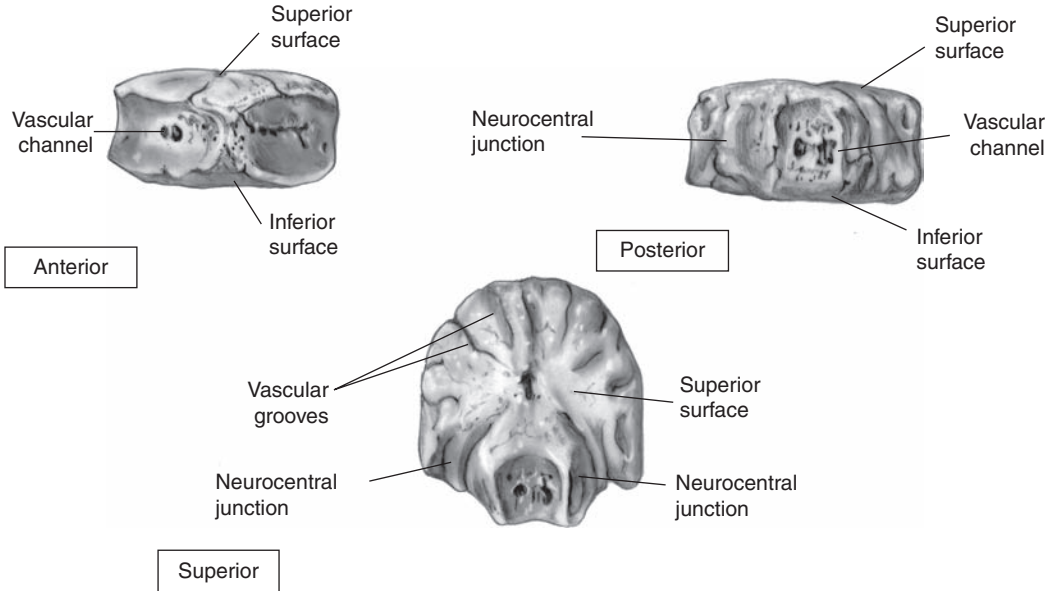 Superior
surface
Vascular
channel
Inferior
surface
Anterior
Superior
surface
Neurocentral
junction
Vascular
channel
Inferior
surface
Posterior
Vascular
grooves
Superior
surface
Neurocentral
junction
Neurocentral
junction
Superior